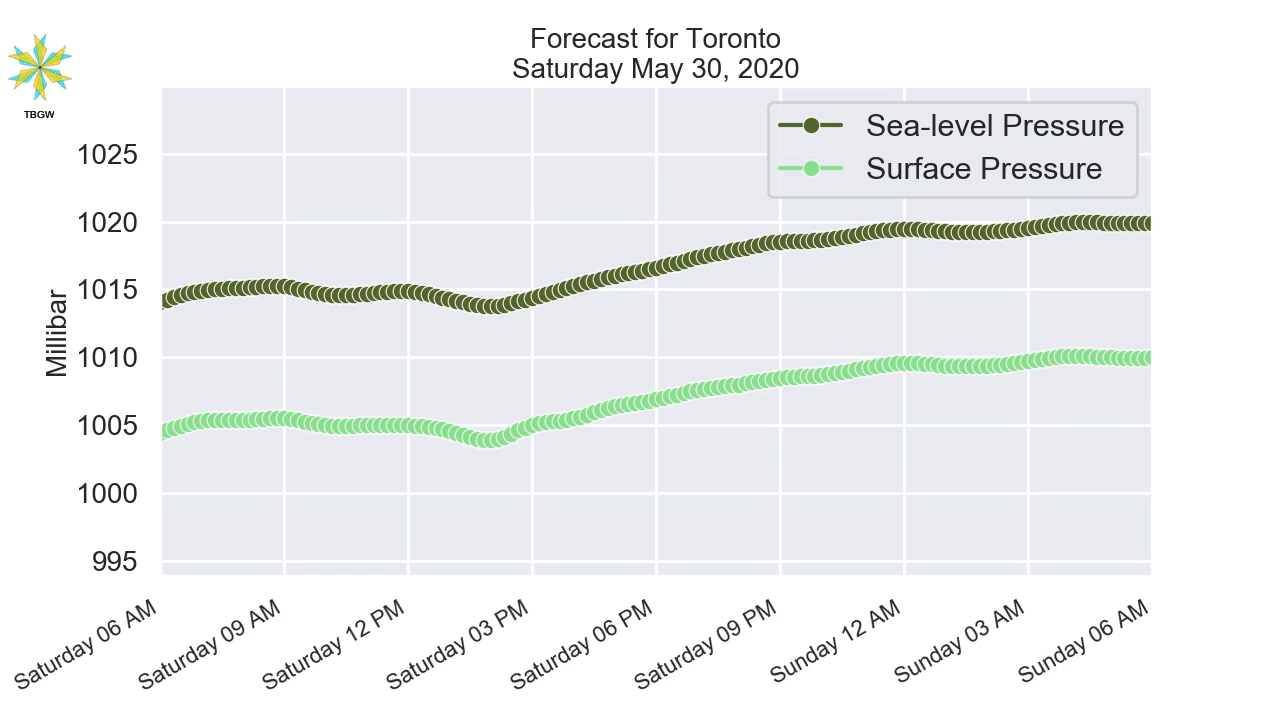 Forecast for Toronto
Saturday May 30, 2020
TBGW
Sea-level Pressure
Surface Pressure
Millibar
1025
1020
1015
1010
1005
1000
995
Saturday 06 AM
Saturday 09 AM
Saturday 12 PM
Saturday 03 PM
Saturday 06 PM
Saturday 09 PM
Sunday 12 AM
Sunday 03 AM
Sunday 06 AM